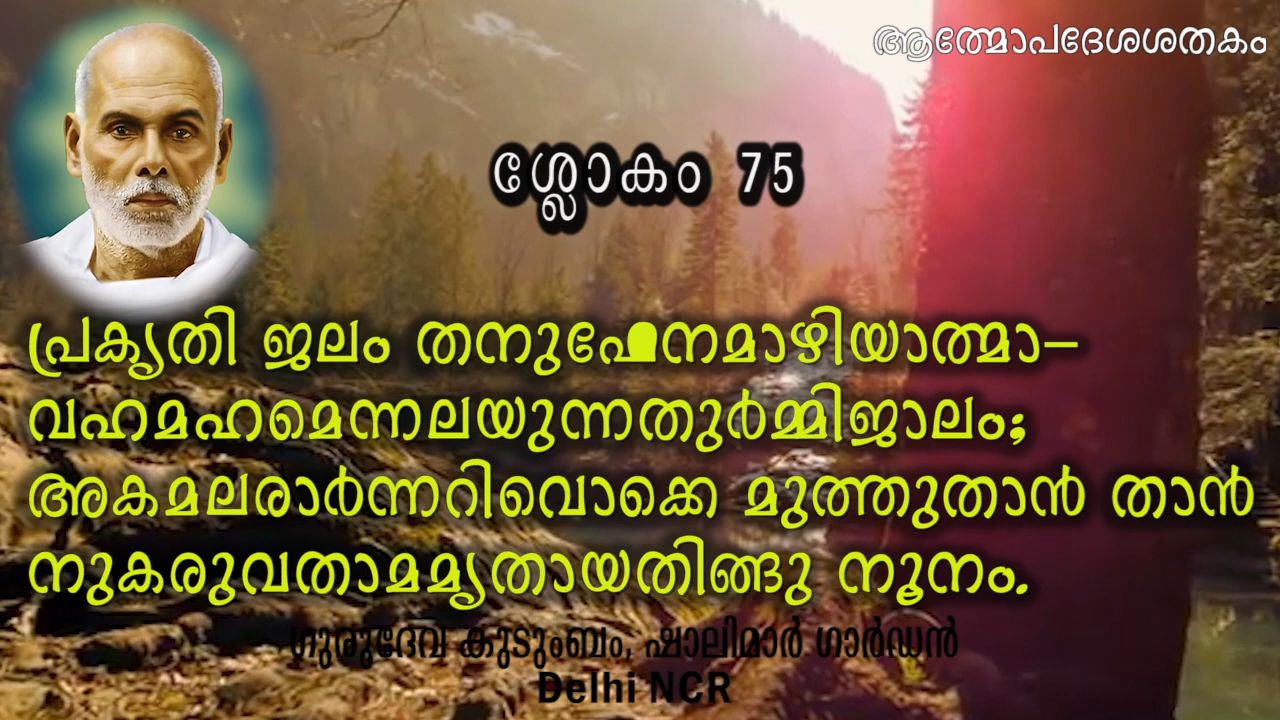 ആത്മോപദേശശതകം
ശ്ലോകം 75
പ്രകൃതി ജലം തനുഫേനമാഴിയാത്മാ-
വഹമഹമെന്നലയുന്നതുർമ്മിജാലം;
അകമലരാർന്നറിവൊക്കെ മുത്തുതാൻ താൻ
നുകരുവതാമമൃതായതിങ്ങു നൂനം.
ഗുരുദേവ കുടുംബം, ഷാലിമാർ ഗാർഡൻ
Delhi NCR